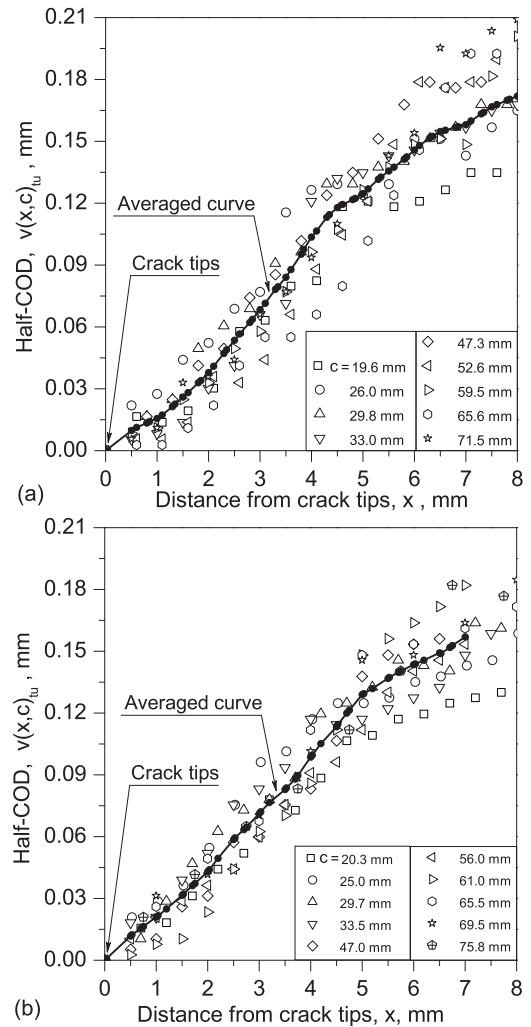 0.21
0.18
0.15
0.12
0.09
0.06
0.03
0.00
Half-COD, v(x,c)tu , mm
Averaged curve
Crack tips
c = 19.6 mm
26.0 mm
29.8 mm
33.0 mm
47.3 mm
52.6 mm
59.5 mm
65.6 mm
71.5 mm
0 1 2 3 4 5 6 7 8
(a)
Distance from crack tips, x , mm
0.21
0.18
0.15
0.12
0.09
0.06
0.03
0.00
Half-COD, v(x,c)tu , mm
Averaged curve
Crack tips
c = 20.3 mm
25.0 mm
29.7 mm
33.5 mm
47.0 mm
56.0 mm
61.0 mm
65.5 mm
69.5 mm
75.8 mm
0 1 2 3 4 5 6 7 8
(b)
Distance from crack tips, x, mm